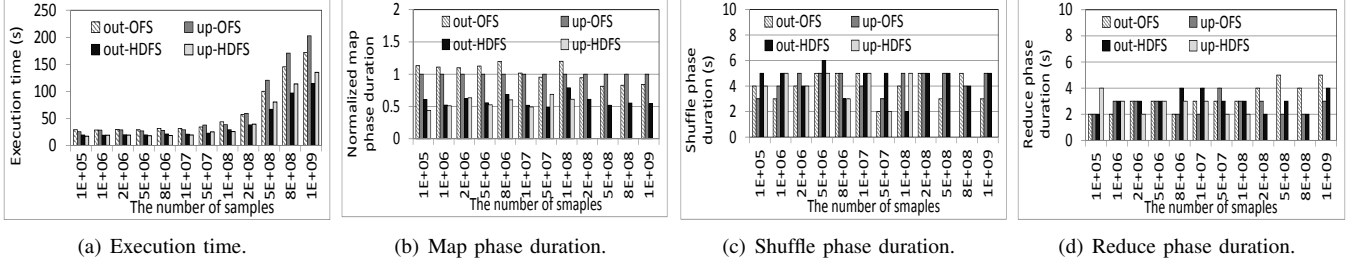 Execution time (s)
250
200
150
100
50
0
out-OFS
up-OFS
out-HDFS
up-HDFS
1E+05
1E+06
2E+06
5E+06
8E+06
1E+07
5E+07
1E+08
2E+08
5E+08
8E+08
1E+09
The number of samples
(a) Execution time.
Normalized map
phase duration
2
1.5
1
0.5
0
out-OFS
up-OFS
out-HDFS
up-HDFS
1E+05
1E+06
2E+06
5E+06
8E+06
1E+07
5E+07
1E+08
2E+08
5E+08
8E+08
1E+09
The number of smaples
(b) Map phase duration.
Shuffle phase
duration (s)
10
8
6
4
2
0
out-OFS
up-OFS
out-HDFS
up-HDFS
1E+05
1E+06
2E+06
5E+06
8E+06
1E+07
5E+07
1E+08
2E+08
5E+08
8E+08
1E+09
The number of smaples
(c) Shuffle phase duration.
Reduce phase
duration (s)
10
8
6
4
2
0
out-OFS
up-OFS
out-HDFS
up-HDFS
1E+05
1E+06
2E+06
5E+06
8E+06
1E+07
5E+07
1E+08
2E+08
5E+08
8E+08
1E+09
The number of smaples
(d) Reduce phase duration.